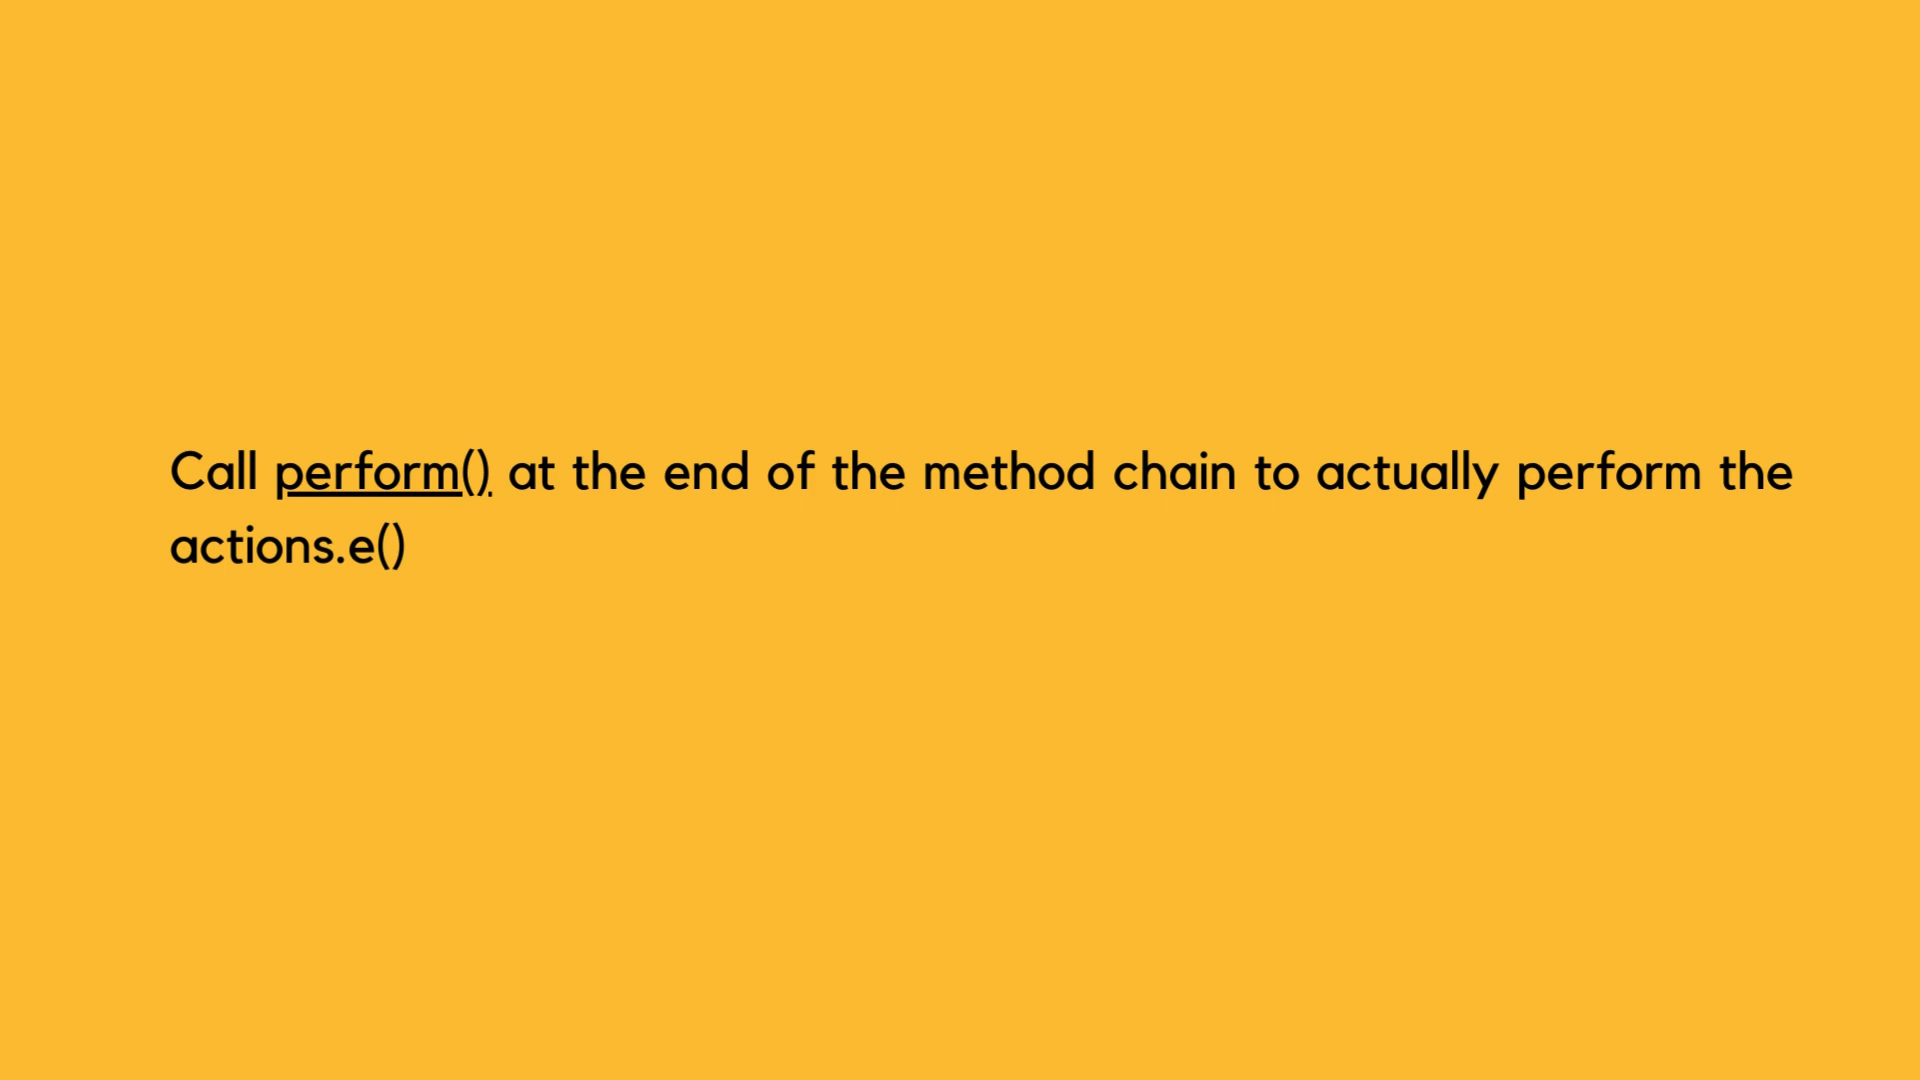 Call perform() at the end of the method chain to actually perform the
actions.e()